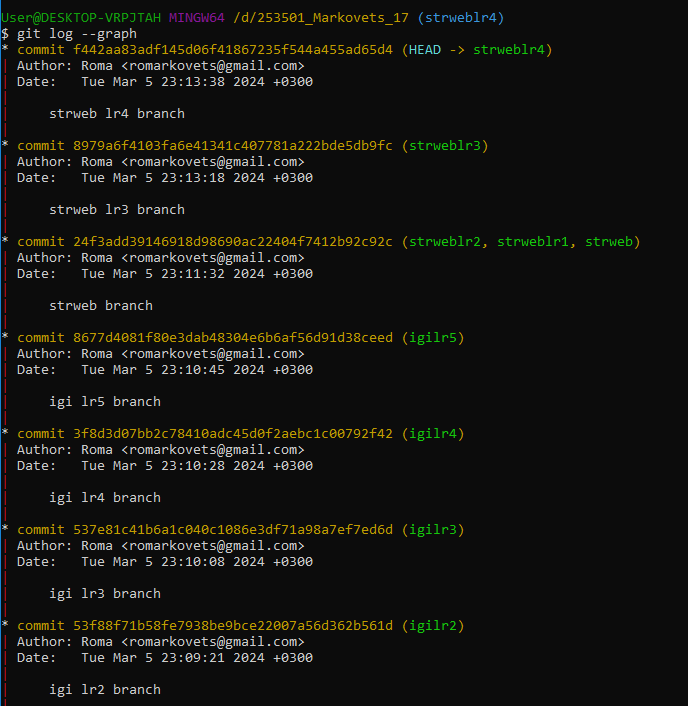 User@DESKTOP-VRPJTAH MINGW64 /d/253501_Markovets_17 (strweblr4)
$ git log --graph
* commit f442aa83adf145d06f41867235f544a455ad65d4 (HEAD -> strweblr4)
| Author: Roma <romarkovets@gmail.com>
| Date:   Tue Mar 5 23:13:38 2024 +0300
|
|     strweb lr4 branch
|
* commit 8979a6f4103fa6e41341c407781a222bde5db9fc (strweblr3)
| Author: Roma <romarkovets@gmail.com>
| Date:   Tue Mar 5 23:13:18 2024 +0300
|
|     strweb lr3 branch
|
* commit 24f3add39146918d98690ac22404f7412b92c92c (strweblr2, strweblr1, strweb)
| Author: Roma <romarkovets@gmail.com>
| Date:   Tue Mar 5 23:11:32 2024 +0300
|
|     strweb branch
|
* commit 8677d4081f80e3dab48304e6b6af56d91d38ceed (igilr5)
| Author: Roma <romarkovets@gmail.com>
| Date:   Tue Mar 5 23:10:45 2024 +0300
|
|     igi lr5 branch
|
* commit 3f8d3d07bb2c78410adc45d0f2aebc1c00792f42 (igilr4)
| Author: Roma <romarkovets@gmail.com>
| Date:   Tue Mar 5 23:10:28 2024 +0300
|
|     igi lr4 branch
|
* commit 537e81c41b6a1c040c1086e3df71a98a7ef7ed6d (igilr3)
| Author: Roma <romarkovets@gmail.com>
| Date:   Tue Mar 5 23:10:08 2024 +0300
|
|     igi lr3 branch
|
* commit 53f88f71b58fe7938be9bce22007a56d362b561d (igilr2)
| Author: Roma <romarkovets@gmail.com>
| Date:   Tue Mar 5 23:09:21 2024 +0300
|
|     igi lr2 branch
|